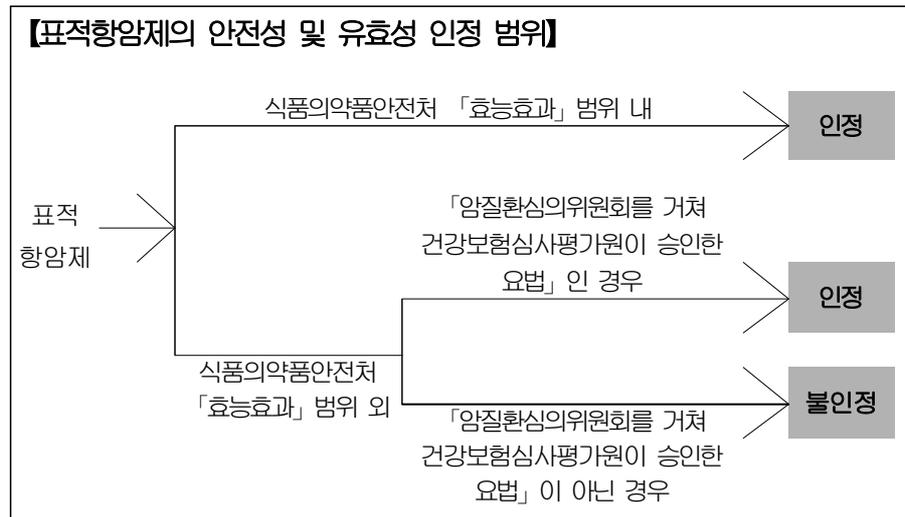 【표적항암제의 안전성 및 유효성 인정 범위】
식품의약품안전처 「효능효과」범위 내
인정
표적
항암제
「암질환심의위원회를 거쳐
건강보험심사평가원이 승인한
요법」인 경우
인정
식품의약품안전처
「효능효과」범위 외
불인정
「암질환심의위원회를 거쳐
건강보험심사평가원이 승인한
요법」이 아닌 경우